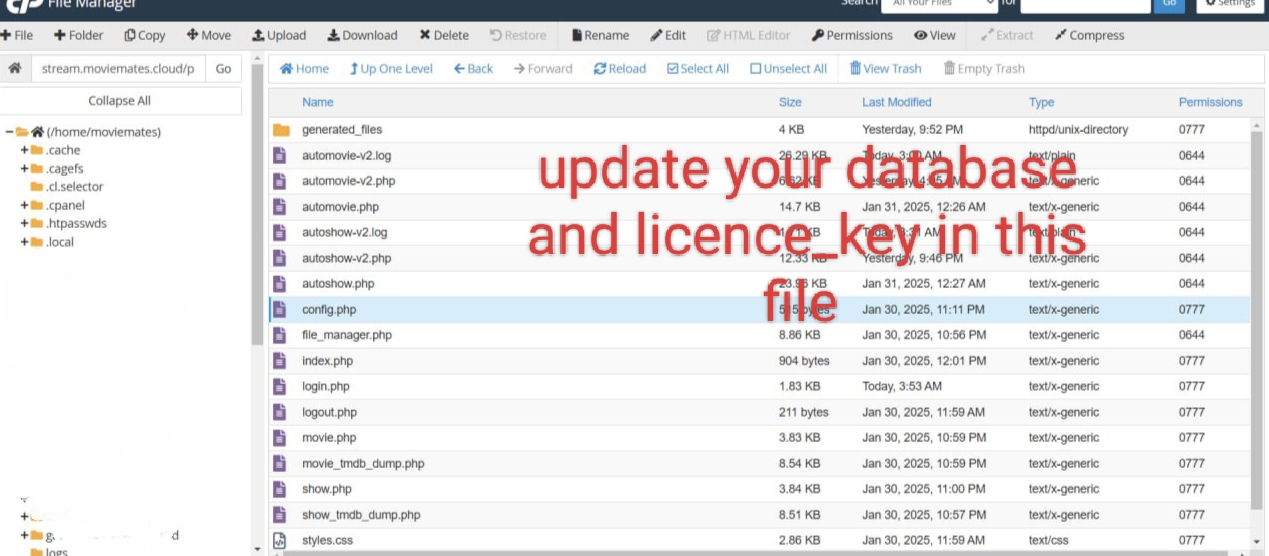 File Manager
Search All Your Files for Go Settings
File Folder Copy Move Upload Download Delete Restore Rename Edit HTML Editor Permissions View Extract Compress
stream.moviemates.cloud/p Go
Home Up One Level Back Forward Reload Select All Unselect All View Trash Empty Trash
Collapse All
(/home/moviemates)
.cache
.cagefs
.cl.selector
.cpanel
.htpasswds
.local
logs
Name Size Last Modified Type Permissions
generated_files 4 KB Yesterday, 9:52 PM httpd/unix-directory 0777
automovie-v2.log 26.29 KB Today, AM text/plain 0644
automovie-v2.php KB Yesterday, text/x-generic 0644
automovie.php 14.7 KB Jan 31, 2025, 12:26 AM text/x-generic 0644
autoshow-v2.log KB Today, AM text/plain 0644
autoshow-v2.php 12.33 KB Yesterday, 9:46 PM text/x-generic 0644
autoshow.php KB Jan 31, 2025, 12:27 AM text/x-generic 0644
config.php bytes Jan 30, 2025, 11:11 PM text/x-generic 0777
file_manager.php 8.86 KB Jan 30, 2025, 10:56 PM text/x-generic 0644
index.php 904 bytes Jan 30, 2025, 12:01 PM text/x-generic 0777
login.php 1.83 KB Today, 3:53 AM text/x-generic 0777
logout.php 211 bytes Jan 30, 2025, 11:59 AM text/x-generic 0777
movie.php 3.83 KB Jan 30, 2025, 10:59 PM text/x-generic 0777
movie_tmdb_dump.php 8.54 KB Jan 30, 2025, 10:59 PM text/x-generic 0777
show.php 3.84 KB Jan 30, 2025, 11:00 PM text/x-generic 0777
show_tmdb_dump.php 8.51 KB Jan 30, 2025, 10:57 PM text/x-generic 0777
styles.css 2.86 KB Jan 30, 2025, 11:59 AM text/css 0777
update your database
and licence_key in this
file